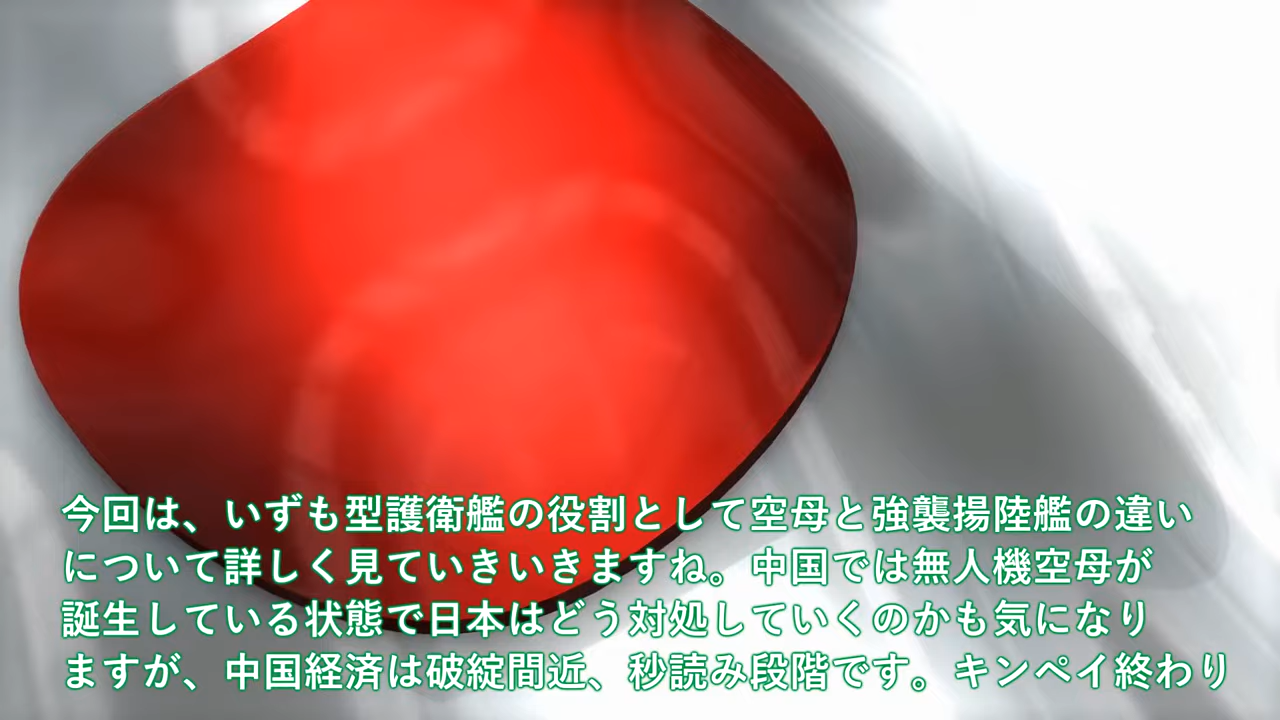 今回は、いずも型護衛艦の役割として空母と強襲揚陸艦の違い
について詳しく見ていきいきますね。中国では無人機空母が
誕生している状態で日本はどう対処していくのかも気になり
ますが、中国経済は破綻間近、秒読み段階です。キンペイ終わり